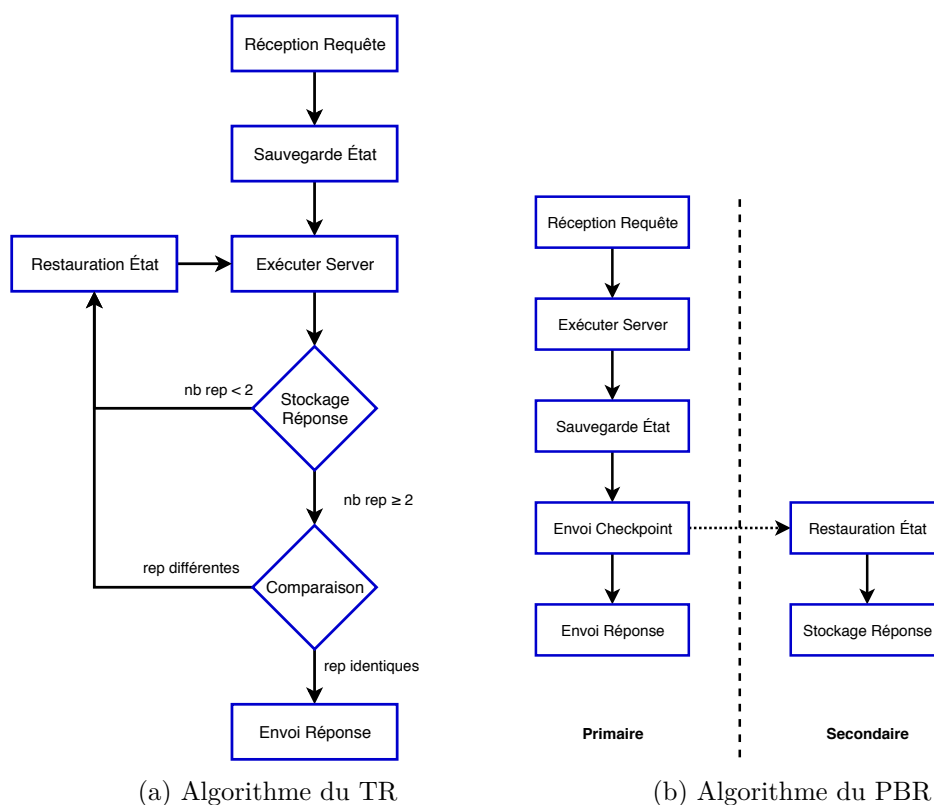 Réception Requête
Sauvegarde État
Restauration État
Exécuter Server
nb rep < 2
Stockage
Réponse
nb rep ≥ 2
rep différentes
Comparaison
rep identiques
Envoi Réponse
(a) Algorithme du TR
Réception Requête
Exécuter Server
Sauvegarde État
Envoi Checkpoint
Restauration État
Envoi Réponse
Stockage Réponse
Primaire
Secondaire
(b) Algorithme du PBR